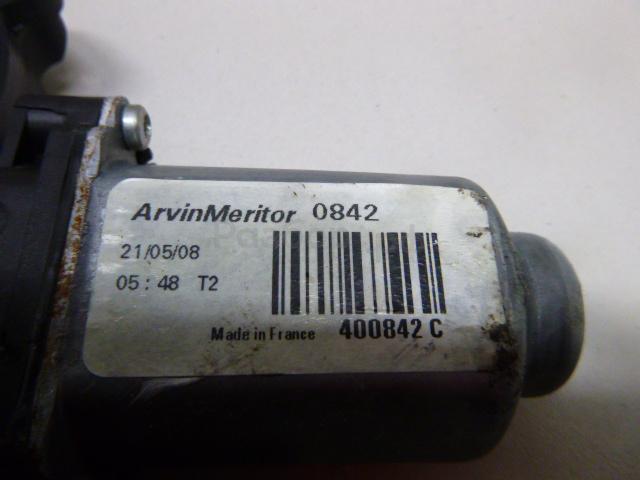 ArvinMeritor 0842
21/05/08
05 : 48 T2
Made in France 400842 C